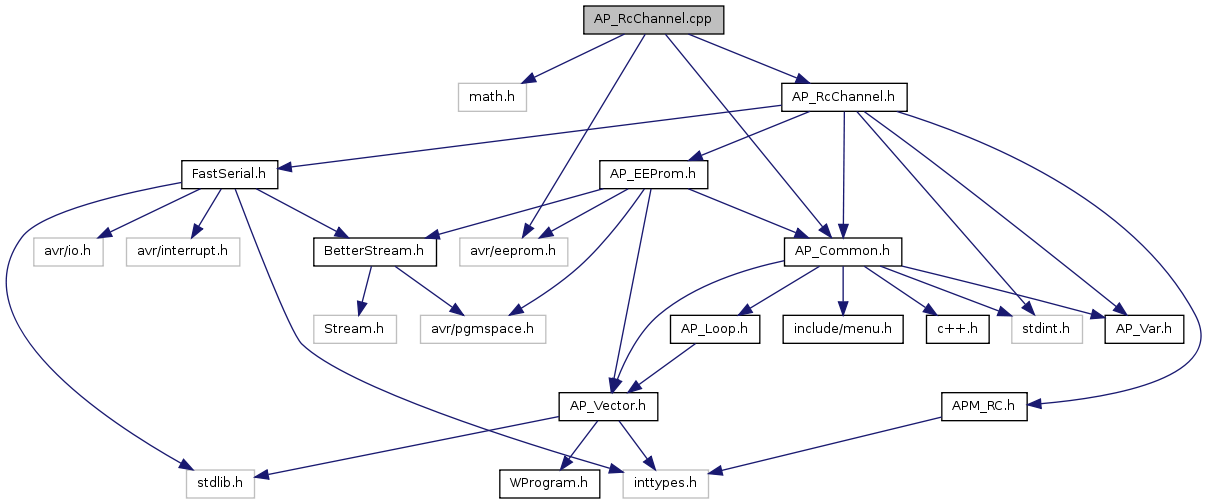 AP_RcChannel.cpp
math.h
AP_RcChannel.h
FastSerial.h
AP_EEProm.h
avr/io.h
avr/interrupt.h
BetterStream.h
avr/eeprom.h
AP_Common.h
Stream.h
avr/pgmspace.h
AP_Loop.h
include/menu.h
c++.h
stdint.h
AP_Var.h
AP_Vector.h
APM_RC.h
stdlib.h
WProgram.h
inttypes.h